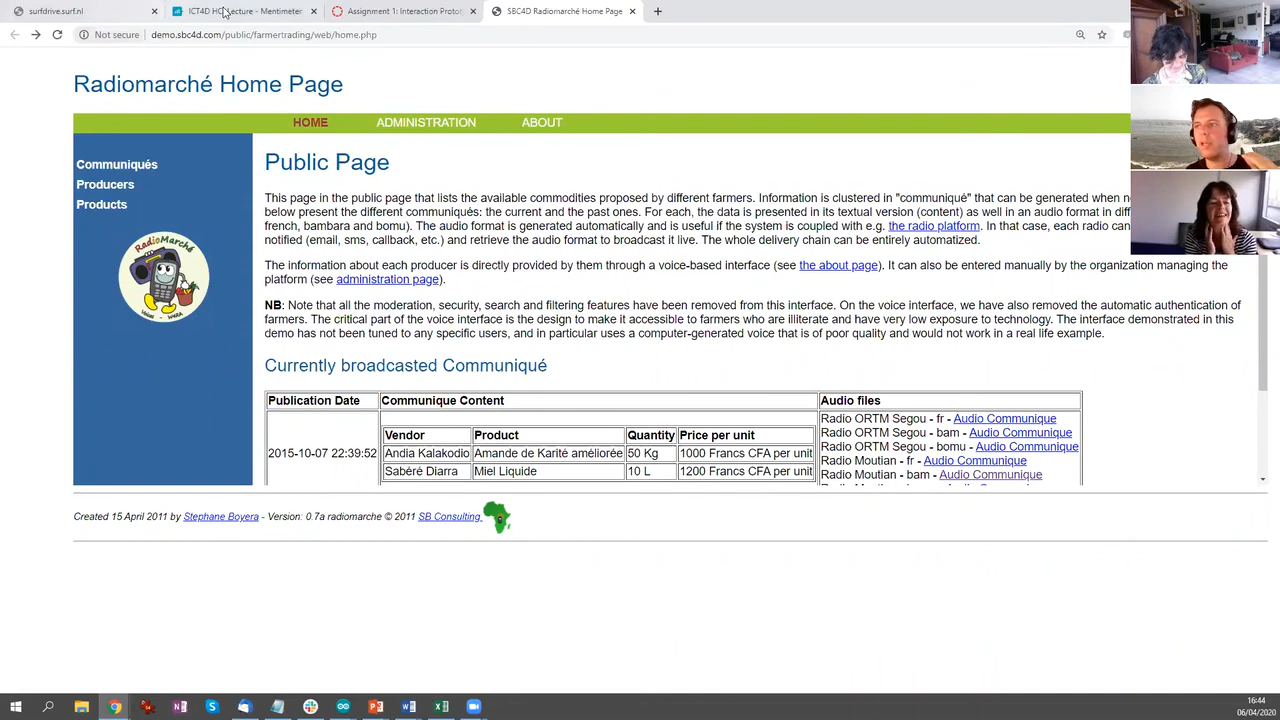 surfdrive.surf.nl
ICT4D HC Lecture - Mentimeter
Assignment 1: Interaction Protot
SBC4D Radiomarché Home Page
Not secure
demo.sbc4d.com/public/farmertrading/web/home.php
Radiomarché Home Page
HOME ADMINISTRATION ABOUT
Communiqués
Producers
Products
RadioMarché
Public Page
This page in the public page that lists the available commodities proposed by different farmers. Information is clustered in "communiqué" that can be generated when
below present the different communiqués: the current and the past ones. For each, the data is presented in its textual version (content) as well in an audio format in
french, bambara and bomu). The audio format is generated automatically and is useful if the system is coupled with e.g. the radio platform. In that case, each radio can
notified (email, sms, callback, etc.) and retrieve the audio format to broadcast it live. The whole delivery chain can be entirely automatized.
The information about each producer is directly provided by them through a voice-based interface (see the about page). It can also be entered manually by the organization managing the
platform (see administration page).
NB: Note that all the moderation, security, search and filtering features have been removed from this interface. On the voice interface, we have also removed the automatic authentication of
farmers. The critical part of the voice interface is the design to make it accessible to farmers who are illiterate and have very low exposure to technology. The interface demonstrated in this
demo has not been tuned to any specific users, and in particular uses a computer-generated voice that is of poor quality and would not work in a real life example.
Currently broadcasted Communiqué
Publication Date Communique Content Audio files
Vendor Product Quantity Price per unit
2015-10-07 22:39:52
Andia Kalakodio Amande de Karité améliorée 50 Kg 1000 Francs CFA per unit
Sabéré Diarra Miel Liquide 10 L 1200 Francs CFA per unit
Radio ORTM Segou - fr - Audio Communique
Radio ORTM Segou - bam - Audio Communique
Radio ORTM Segou - bomu - Audio Communique
Radio Moutian - fr - Audio Communique
Radio Moutian - bam - Audio Communique
Created 15 April 2011 by Stephane Boyera - Version: 0.7a radiomarche © 2011 SB Consulting
16:44
06/04/2020